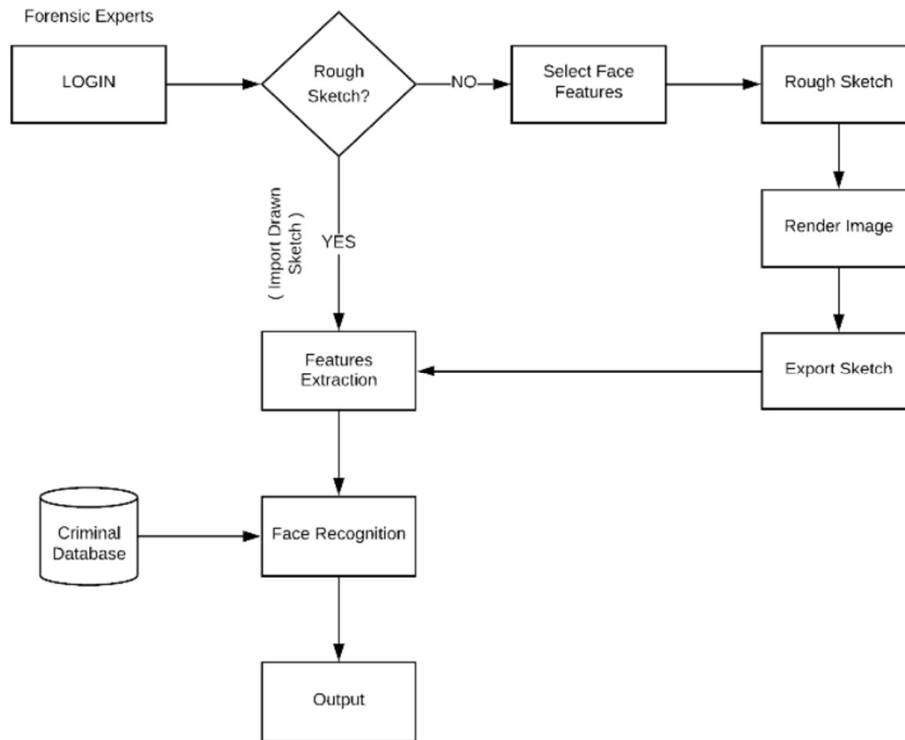 Forensic Experts
LOGIN
Rough
Sketch?
NO
Select Face
Features
Rough Sketch
( Import Drawn
Sketch )
YES
Render Image
Features
Extraction
Export Sketch
Criminal
Database
Face Recognition
Output